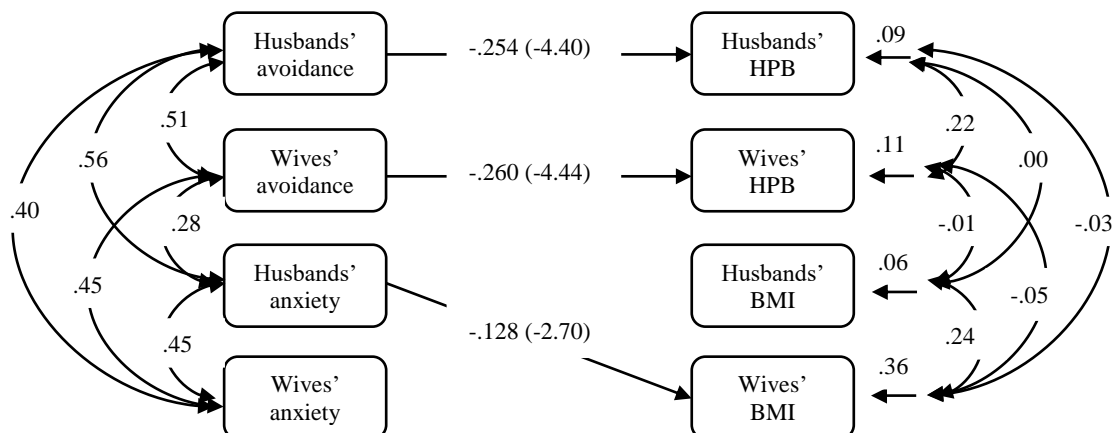 Husbands’
avoidance
-.254 (-4.40)
Husbands’
HPB
.09
.51
.22
.56
Wives’
avoidance
-.260 (-4.44)
Wives’
HPB
.11
.00
.40
.28
-.01
-.03
Husbands’
anxiety
Husbands’
BMI
.06
.45
-.05
.45
-.128 (-2.70)
.24
Wives’
anxiety
Wives’
BMI
.36